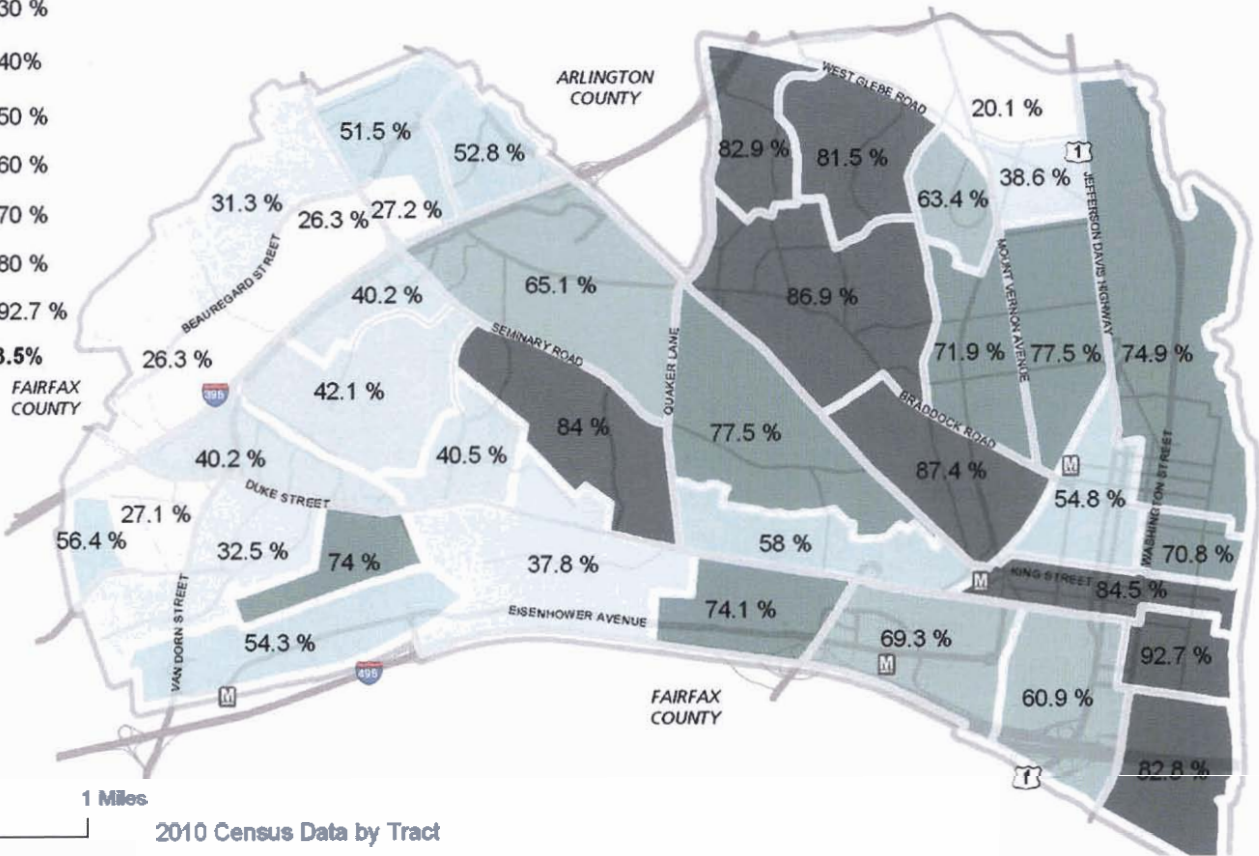 30 %
40%
50 %
60 %
70 %
80 %
92.7 %
3.5%
FAIRFAX
COUNTY
ARLINGTON
COUNTY
WEST GLEBE ROAD
20.1 %
51.5 %
52.8 %
82.9 %
81.5 %
1
38.6 %
63.4 %
31.3 %
26.3 %
27.2 %
JEFFERSON DAVIS HIGHWAY
BEAUREGARD STREET
40.2 %
65.1 %
86.9 %
MOUNT VERNON AVENUE
SEMINARY ROAD
QUAKER LANE
26.3 %
71.9 %
77.5 %
74.9 %
395
42.1 %
84 %
77.5 %
BRADDOCK ROAD
40.2 %
40.5 %
87.4 %
M
WASHINGTON STREET
DUKE STREET
54.8 %
27.1 %
56.4 %
32.5 %
74 %
37.8 %
58 %
70.8 %
M
KING STREET
84.5 %
VAN DORN STREET
EISENHOWER AVENUE
74.1 %
69.3 %
54.3 %
M
92.7 %
495
M
FAIRFAX
COUNTY
60.9 %
82.8 %
1 Miles
2010 Census Data by Tract